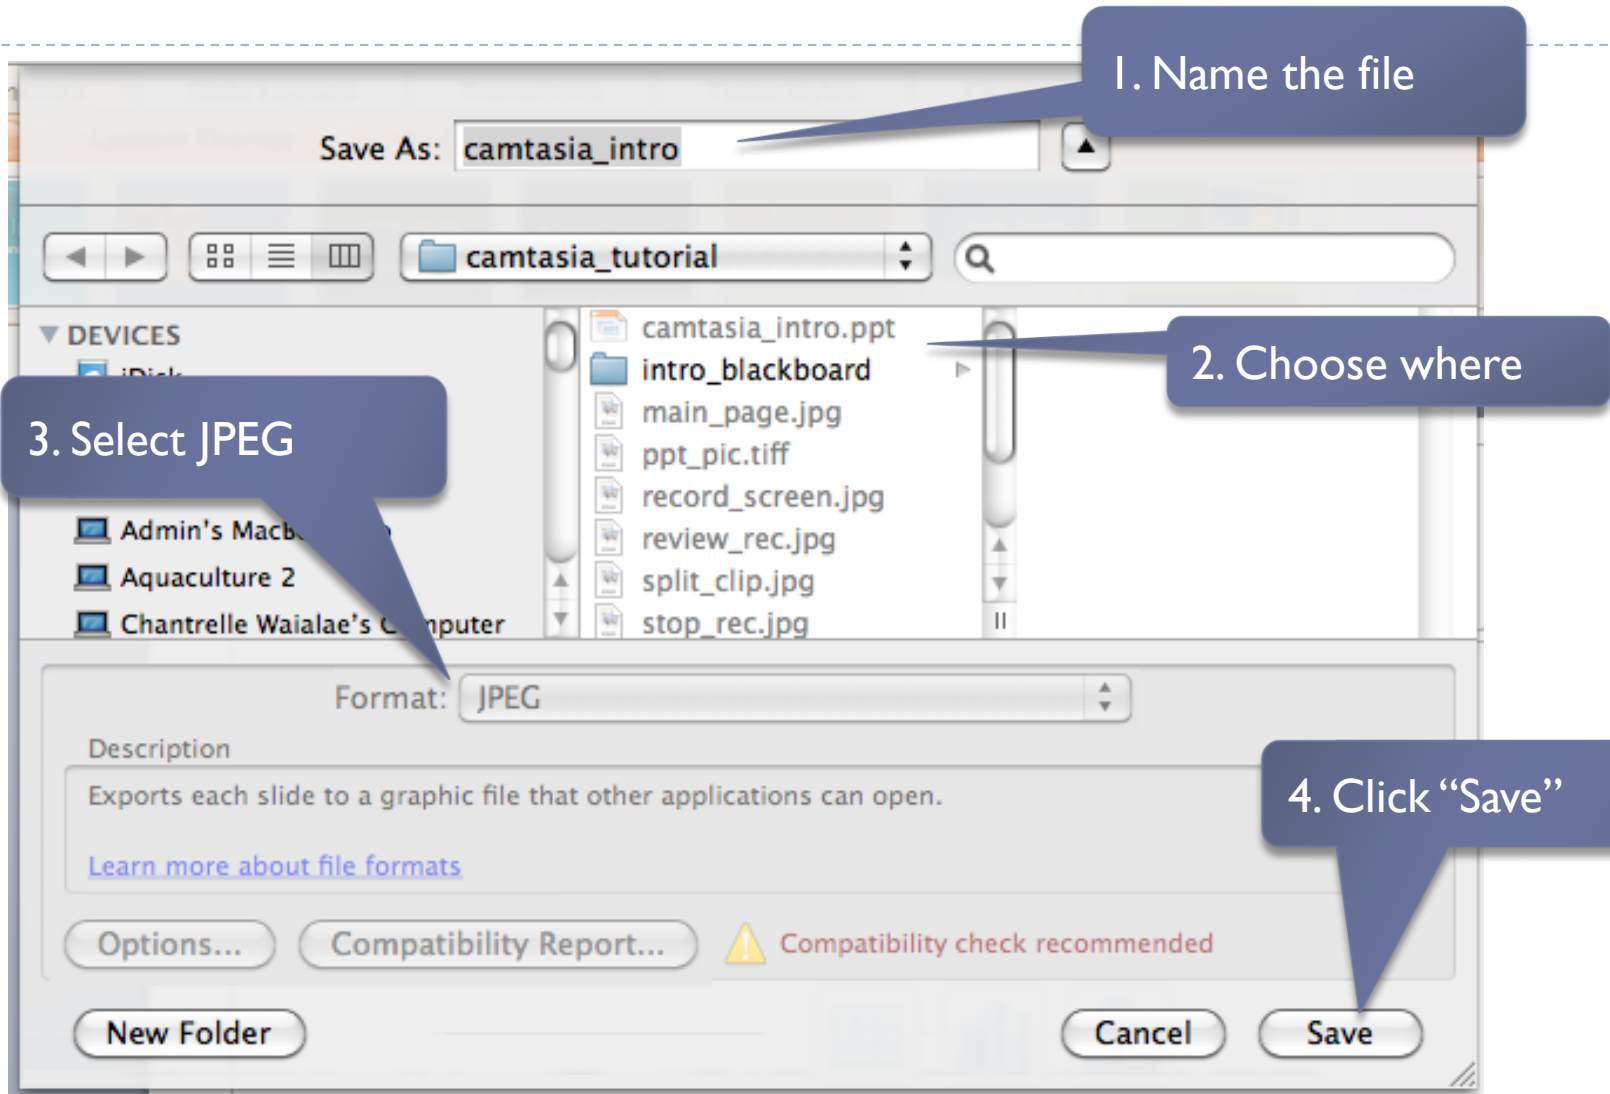 1. Name the file
Save As: camtasia_intro
camtasia_tutorial
DEVICES
iDisk
Admin's MacB
Aquaculture 2
Chantrelle Waialae's Computer
camtasia_intro.ppt
intro_blackboard
main_page.jpg
ppt_pic.tiff
record_screen.jpg
review_rec.jpg
split_clip.jpg
stop_rec.jpg
2. Choose where
3. Select JPEG
Format: JPEG
Description
Exports each slide to a graphic file that other applications can open.
Learn more about file formats
4. Click “Save”
Options...
Compatibility Report...
Compatibility check recommended
New Folder
Cancel
Save